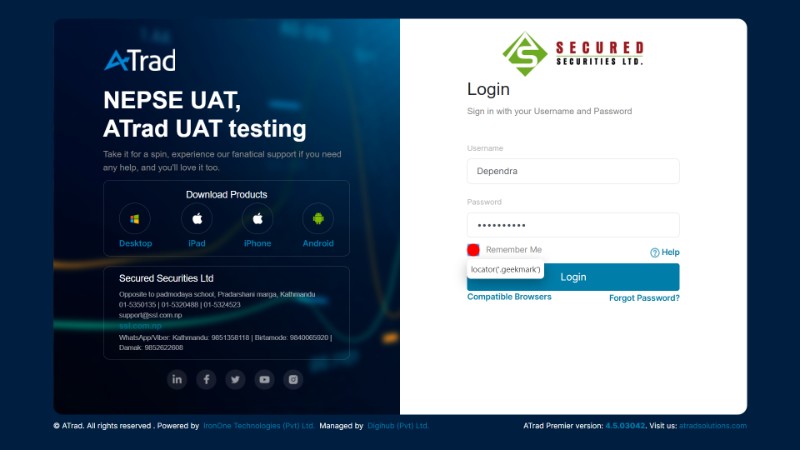 ATrad
NEPSE UAT,
ATrad UAT testing
Take it for a spin, experience our fanatical support if you need
any help, and you'll love it too.
Download Products
Desktop
iPad
iPhone
Android
Secured Securities Ltd
Opposite to padmodaya school, Pradarshani marga, Kathmandu
01-5350135 | 01-5320488 | 01-5324523
support@ssl.com.np
ssl.com.np
WhatsApp/Viber: Kathmandu: 9851358118 | Birtamode: 9840065920 |
Damak: 9852622808
SECURED
SECURITIES LTD.
Login
Sign in with your Username and Password
Username
Dependra
Password
••••••••••
Remember Me
Help
locator('.geekmark')
Login
Compatible Browsers
Forgot Password?
© ATrad. All rights reserved . Powered by IronOne Technologies (Pvt) Ltd. Managed by Digihub (Pvt) Ltd.
ATrad Premier version: 4.5.03042. Visit us: atradsolutions.com